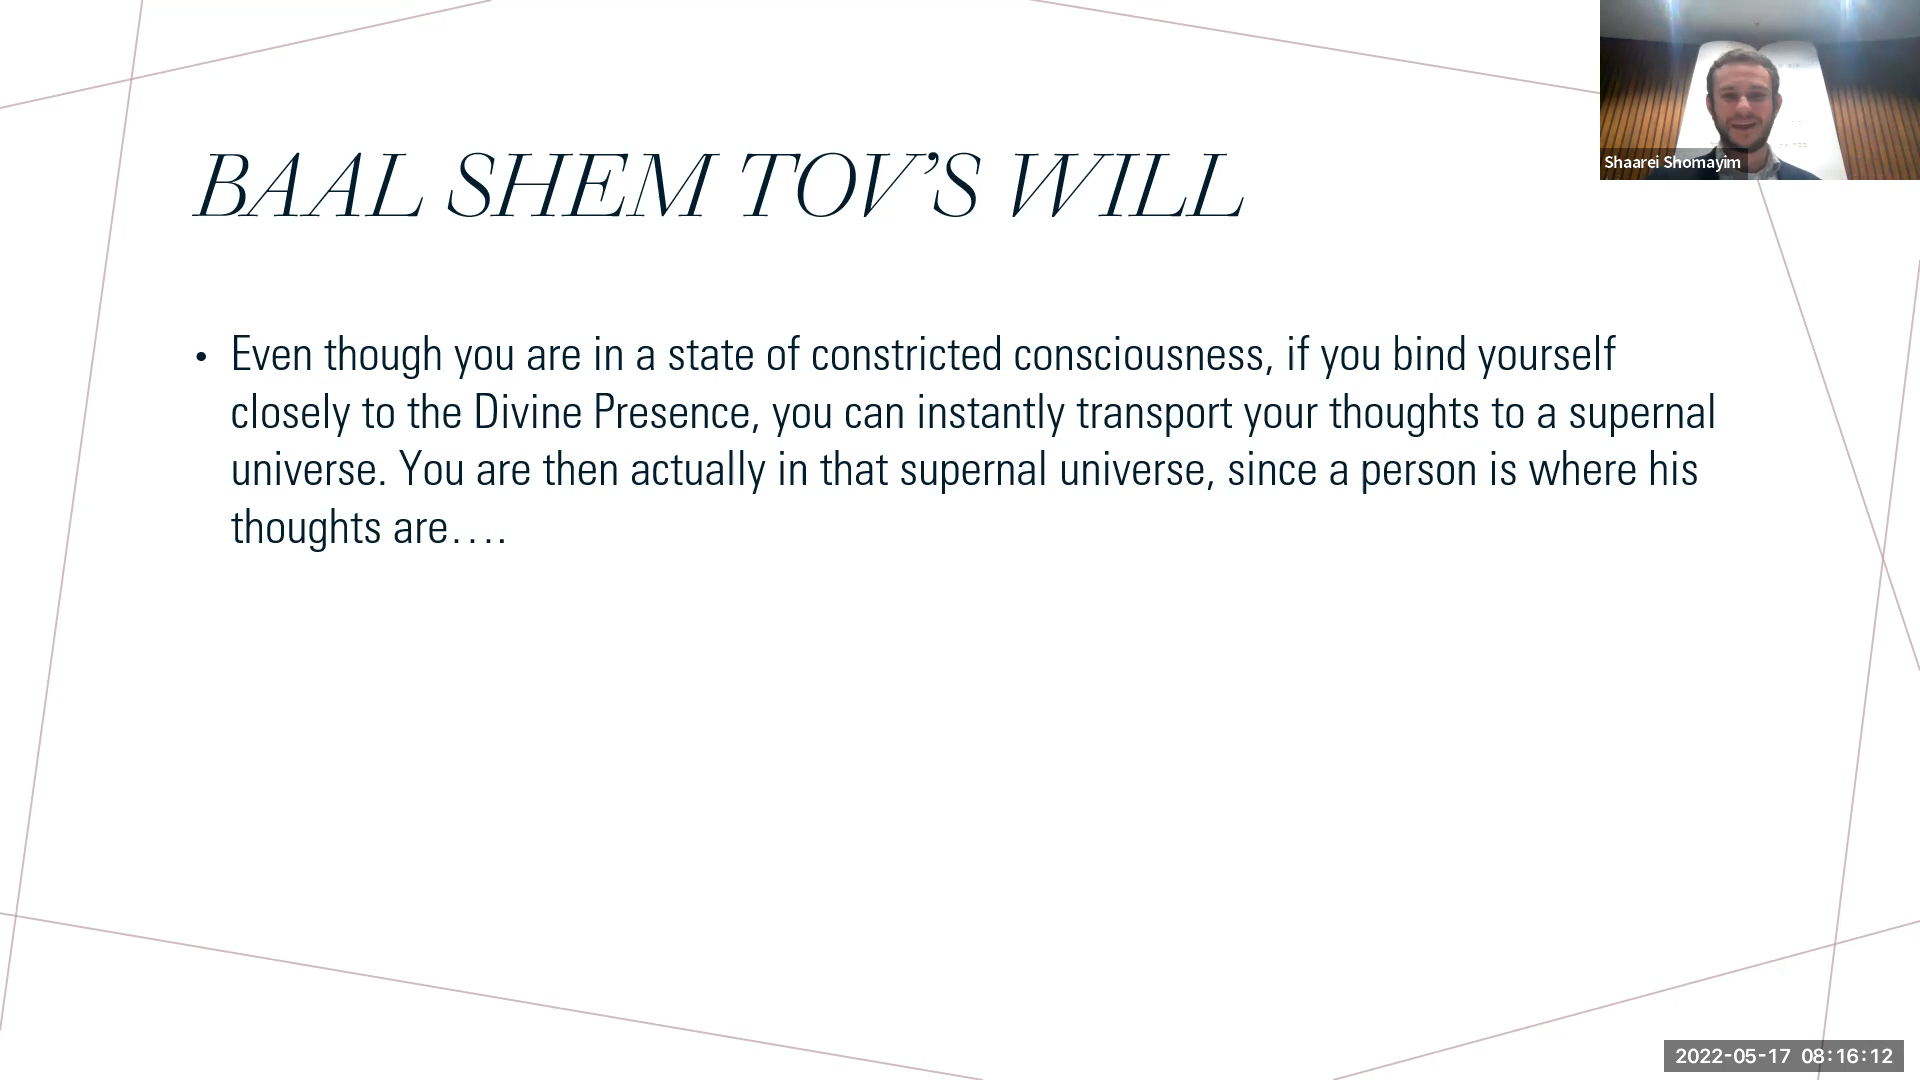 BAAL SHEM TOV’S WILL
• Even though you are in a state of constricted consciousness, if you bind yourself
closely to the Divine Presence, you can instantly transport your thoughts to a supernal
universe. You are then actually in that supernal universe, since a person is where his
thoughts are….
Shaarei Shomayim
2022-05-17 08:16:12